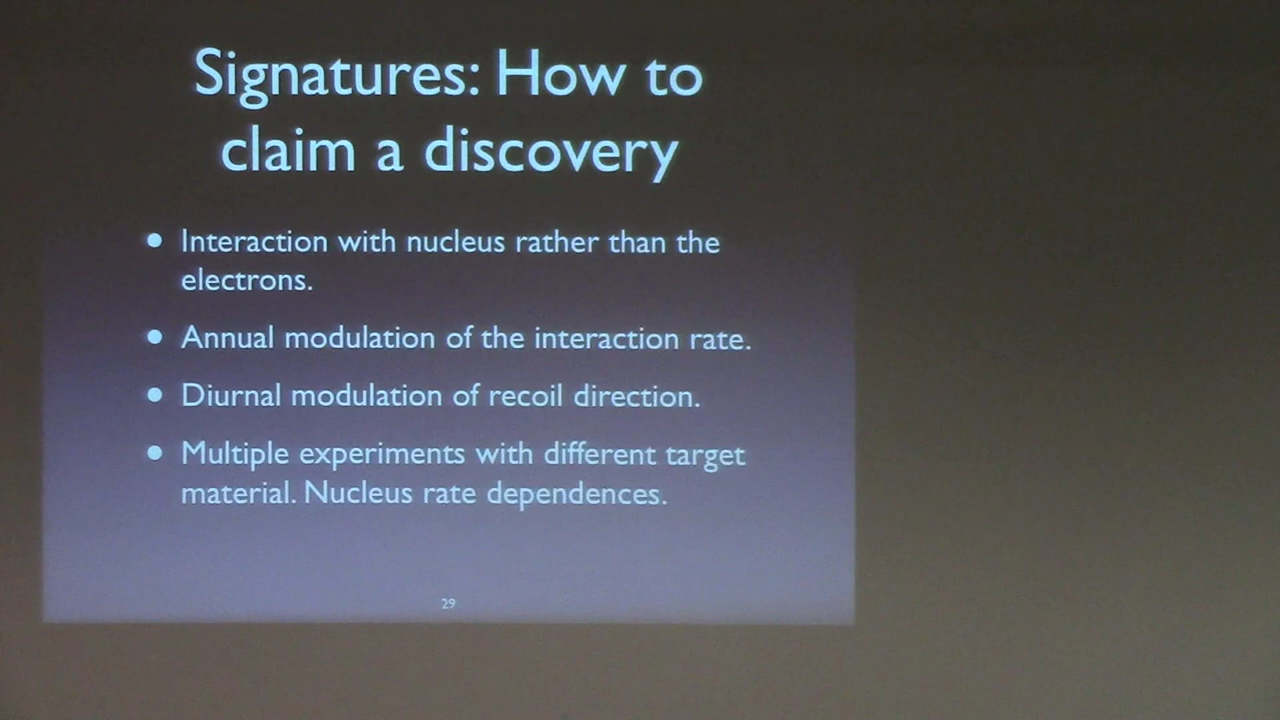 Signatures: How to
claim a discovery
• Interaction with nucleus rather than the
electrons.
• Annual modulation of the interaction rate.
• Diurnal modulation of recoil direction.
• Multiple experiments with different target
material. Nucleus rate dependences.
29